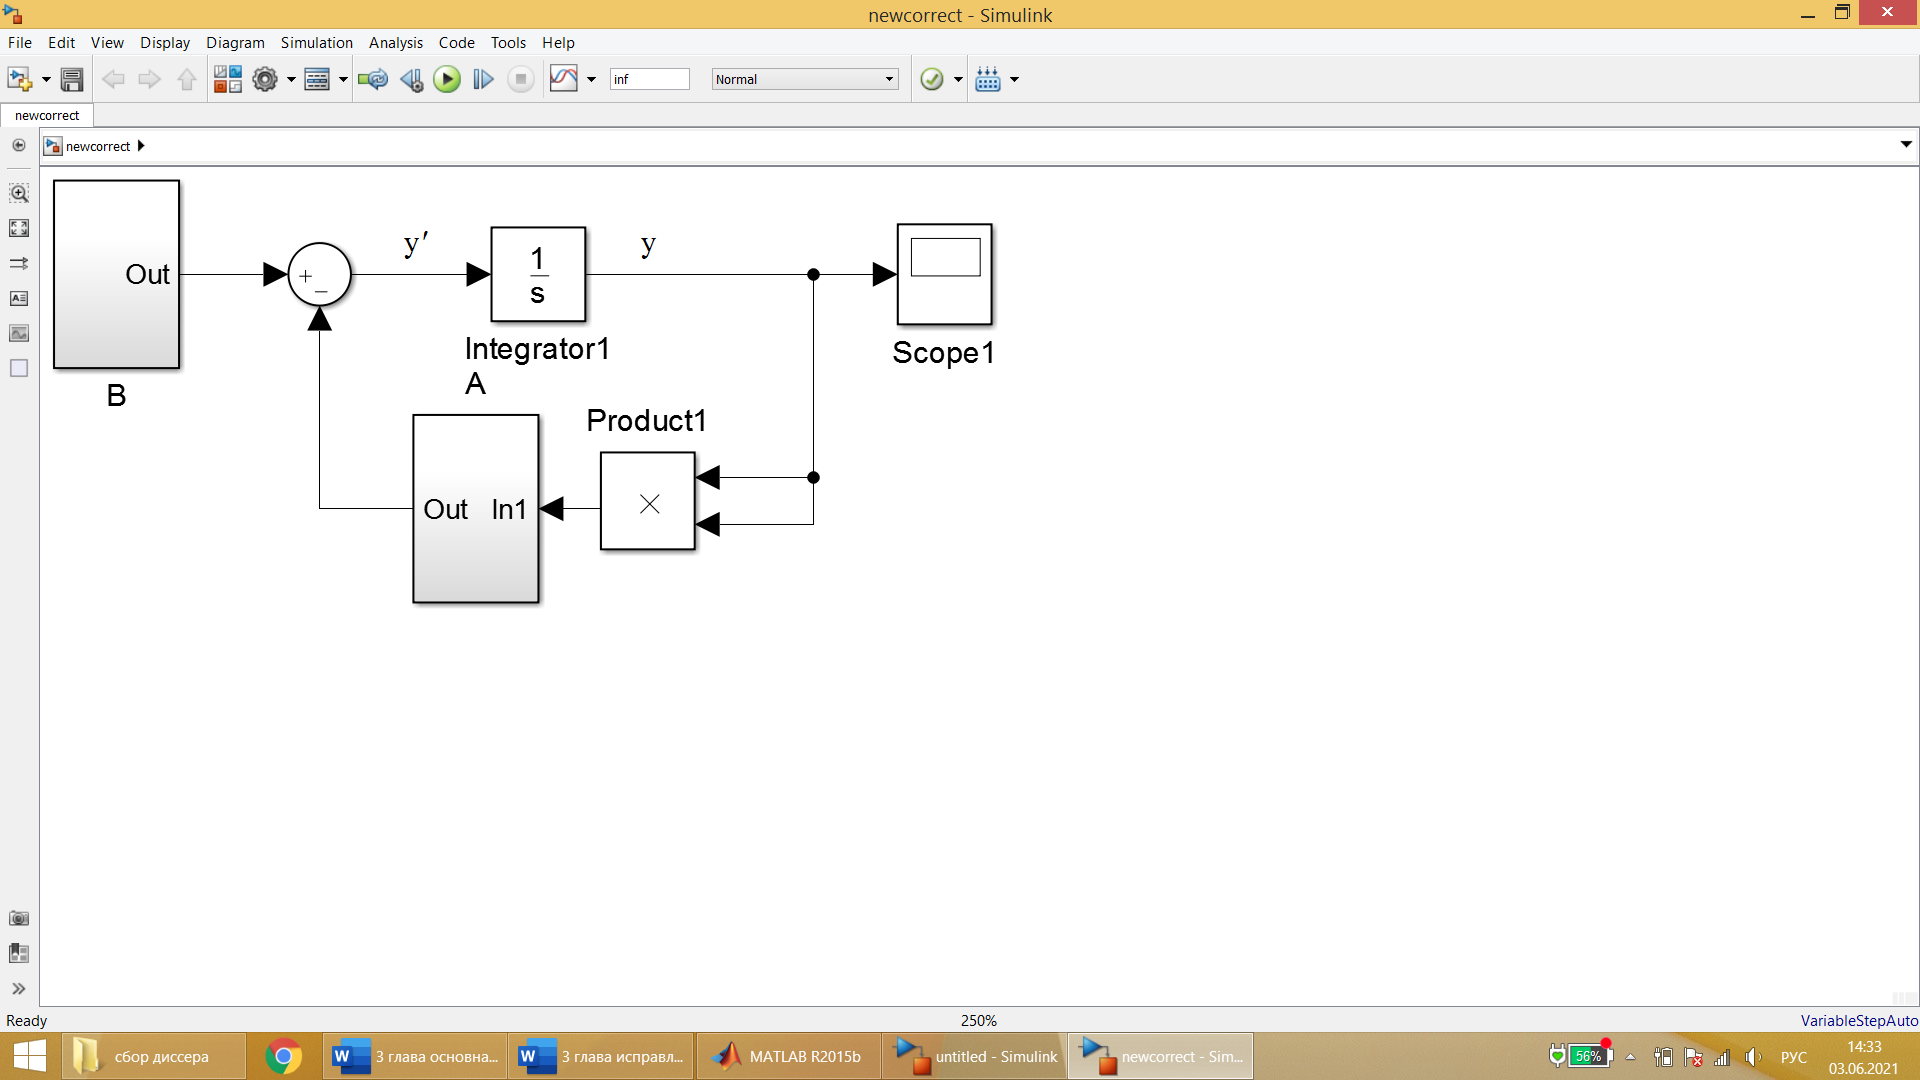 newcorrect - Simulink
File Edit View Display Diagram Simulation Analysis Code Tools Help
inf Normal
newcorrect
newcorrect
Out
B
+
−
y′
1
s
Integrator1
y
Scope1
A
Out In1
Product1
×
Ready 250% VariableStepAuto
сбор диссера
3 глава основна...
3 глава исправл...
MATLAB R2015b
untitled - Simulink
newcorrect - Sim...
56%
РУС
14:33
03.06.2021